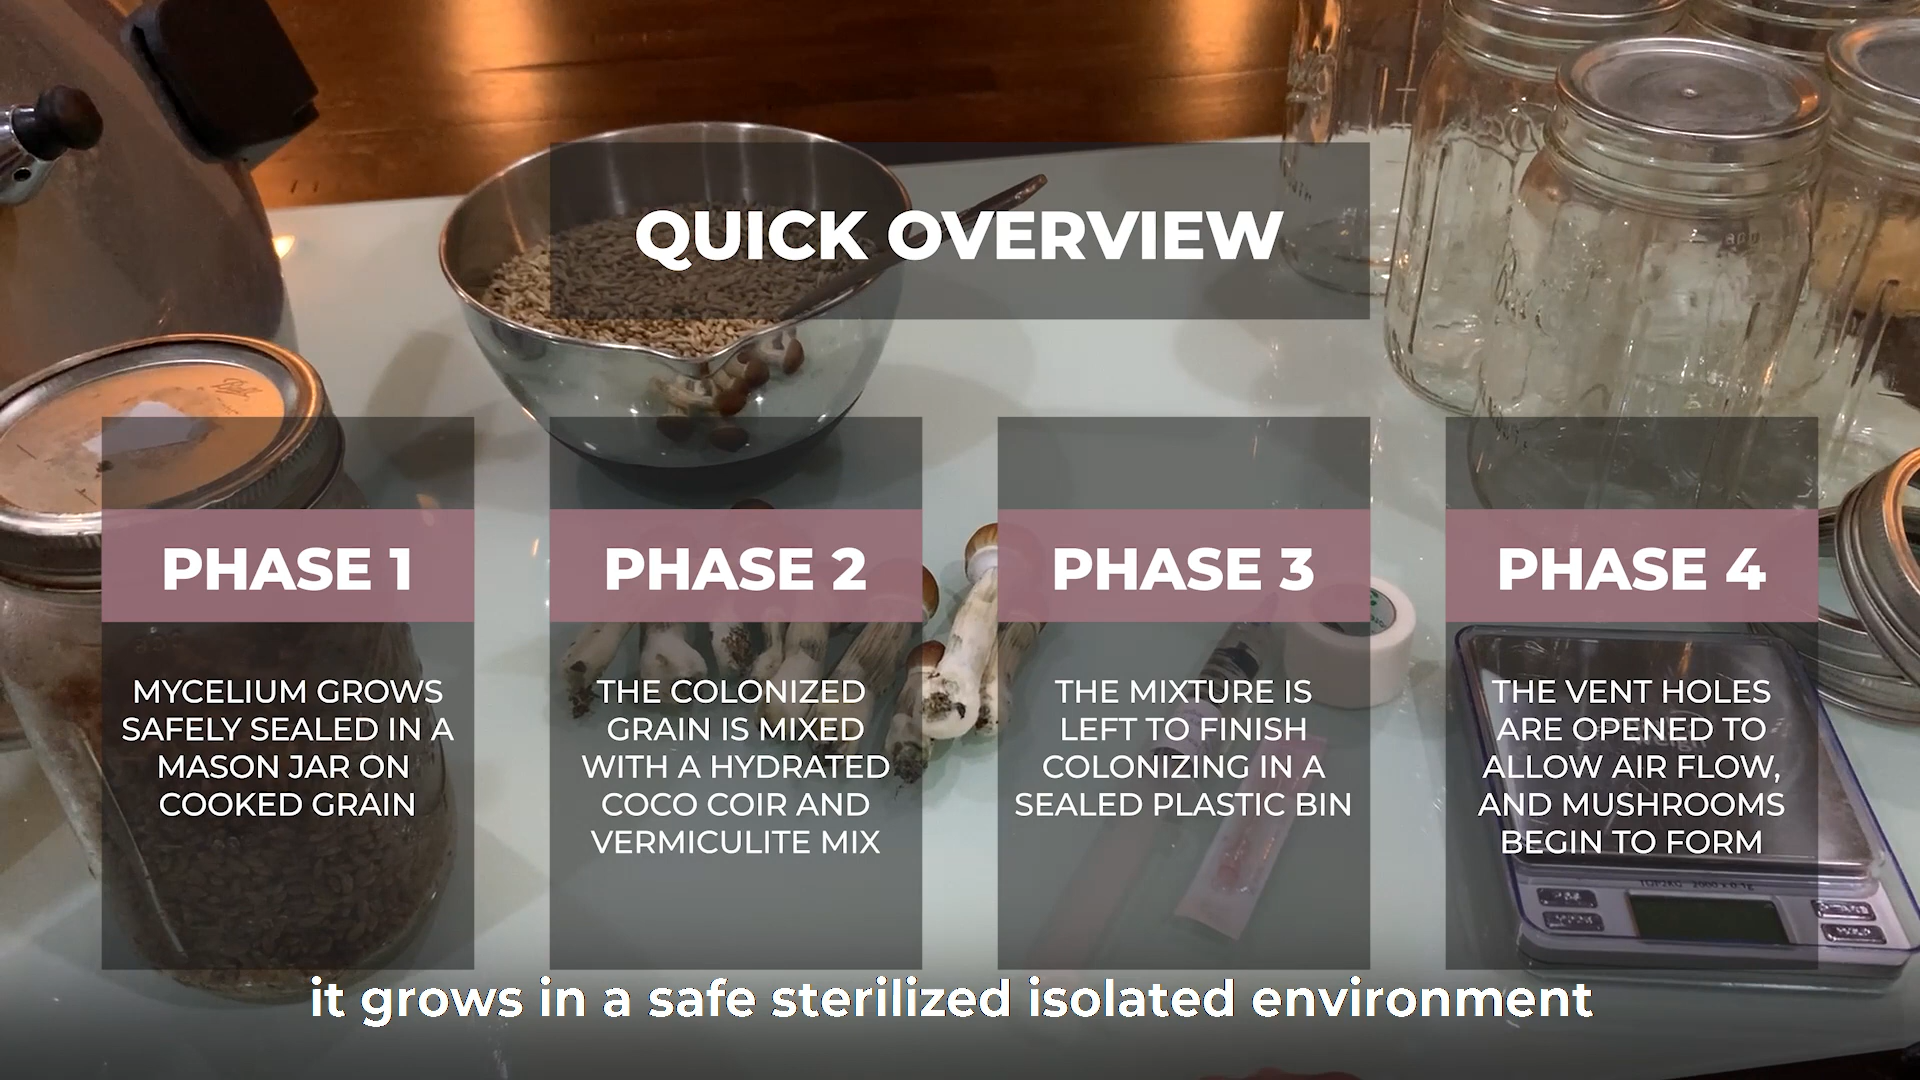 QUICK OVERVIEW
PHASE 1
MYCELIUM GROWS
SAFELY SEALED IN A
MASON JAR ON
COOKED GRAIN
PHASE 2
THE COLONIZED
GRAIN IS MIXED
WITH A HYDRATED
COCO COIR AND
VERMICULITE MIX
PHASE 3
THE MIXTURE IS
LEFT TO FINISH
COLONIZING IN A
SEALED PLASTIC BIN
PHASE 4
THE VENT HOLES
ARE OPENED TO
ALLOW AIR FLOW,
AND MUSHROOMS
BEGIN TO FORM
it grows in a safe sterilized isolated environment